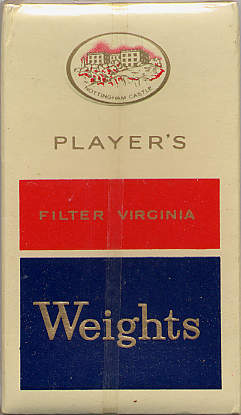 NOTTINGHAM CASTLE
PLAYER'S
FILTER VIRGINIA
Weights